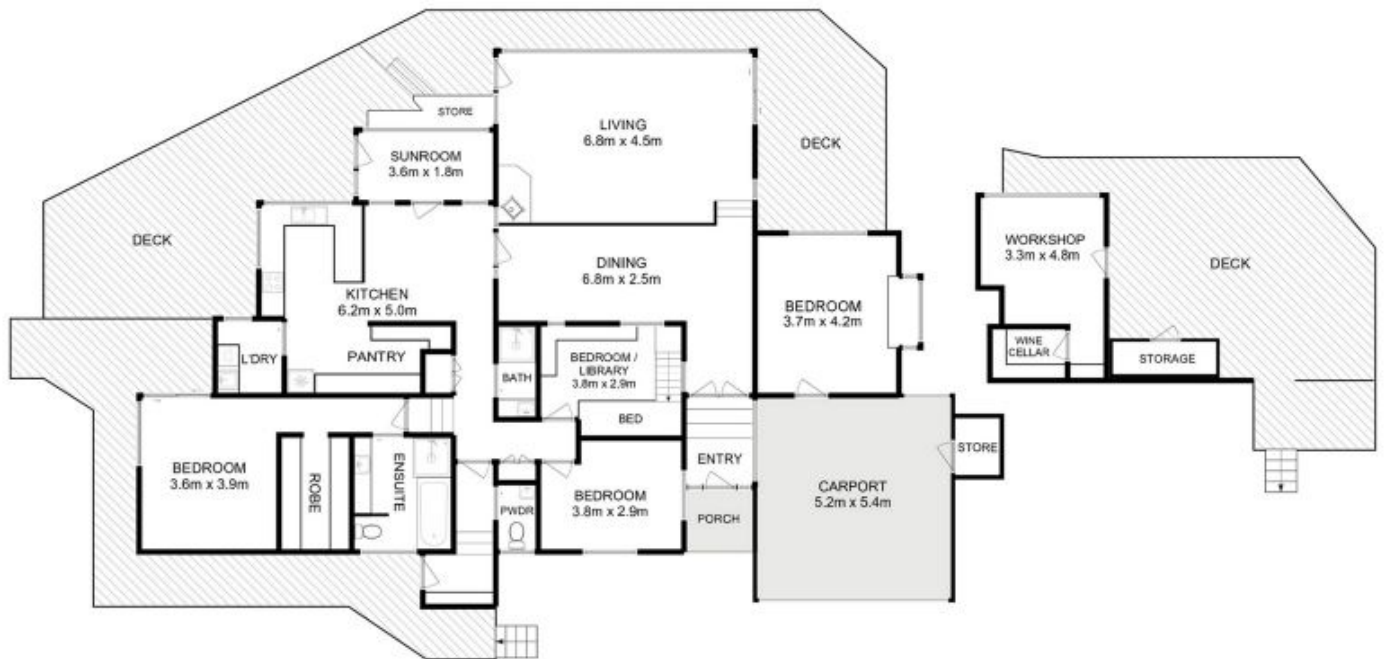 STORE
LIVING
6.8m x 4.5m
SUNROOM
3.6m x 1.8m
DECK
DECK
DINING
6.8m x 2.5m
KITCHEN
6.2m x 5.0m
BEDROOM
3.7m x 4.2m
L'DRY
PANTRY
BATH
BEDROOM /
LIBRARY
3.8m x 2.9m
BED
BEDROOM
3.6m x 3.9m
ROBE
ENSUITE
PWDR
BEDROOM
3.8m x 2.9m
ENTRY
PORCH
CARPORT
5.2m x 5.4m
STORE
WORKSHOP
3.3m x 4.8m
DECK
WINE
CELLAR
STORAGE